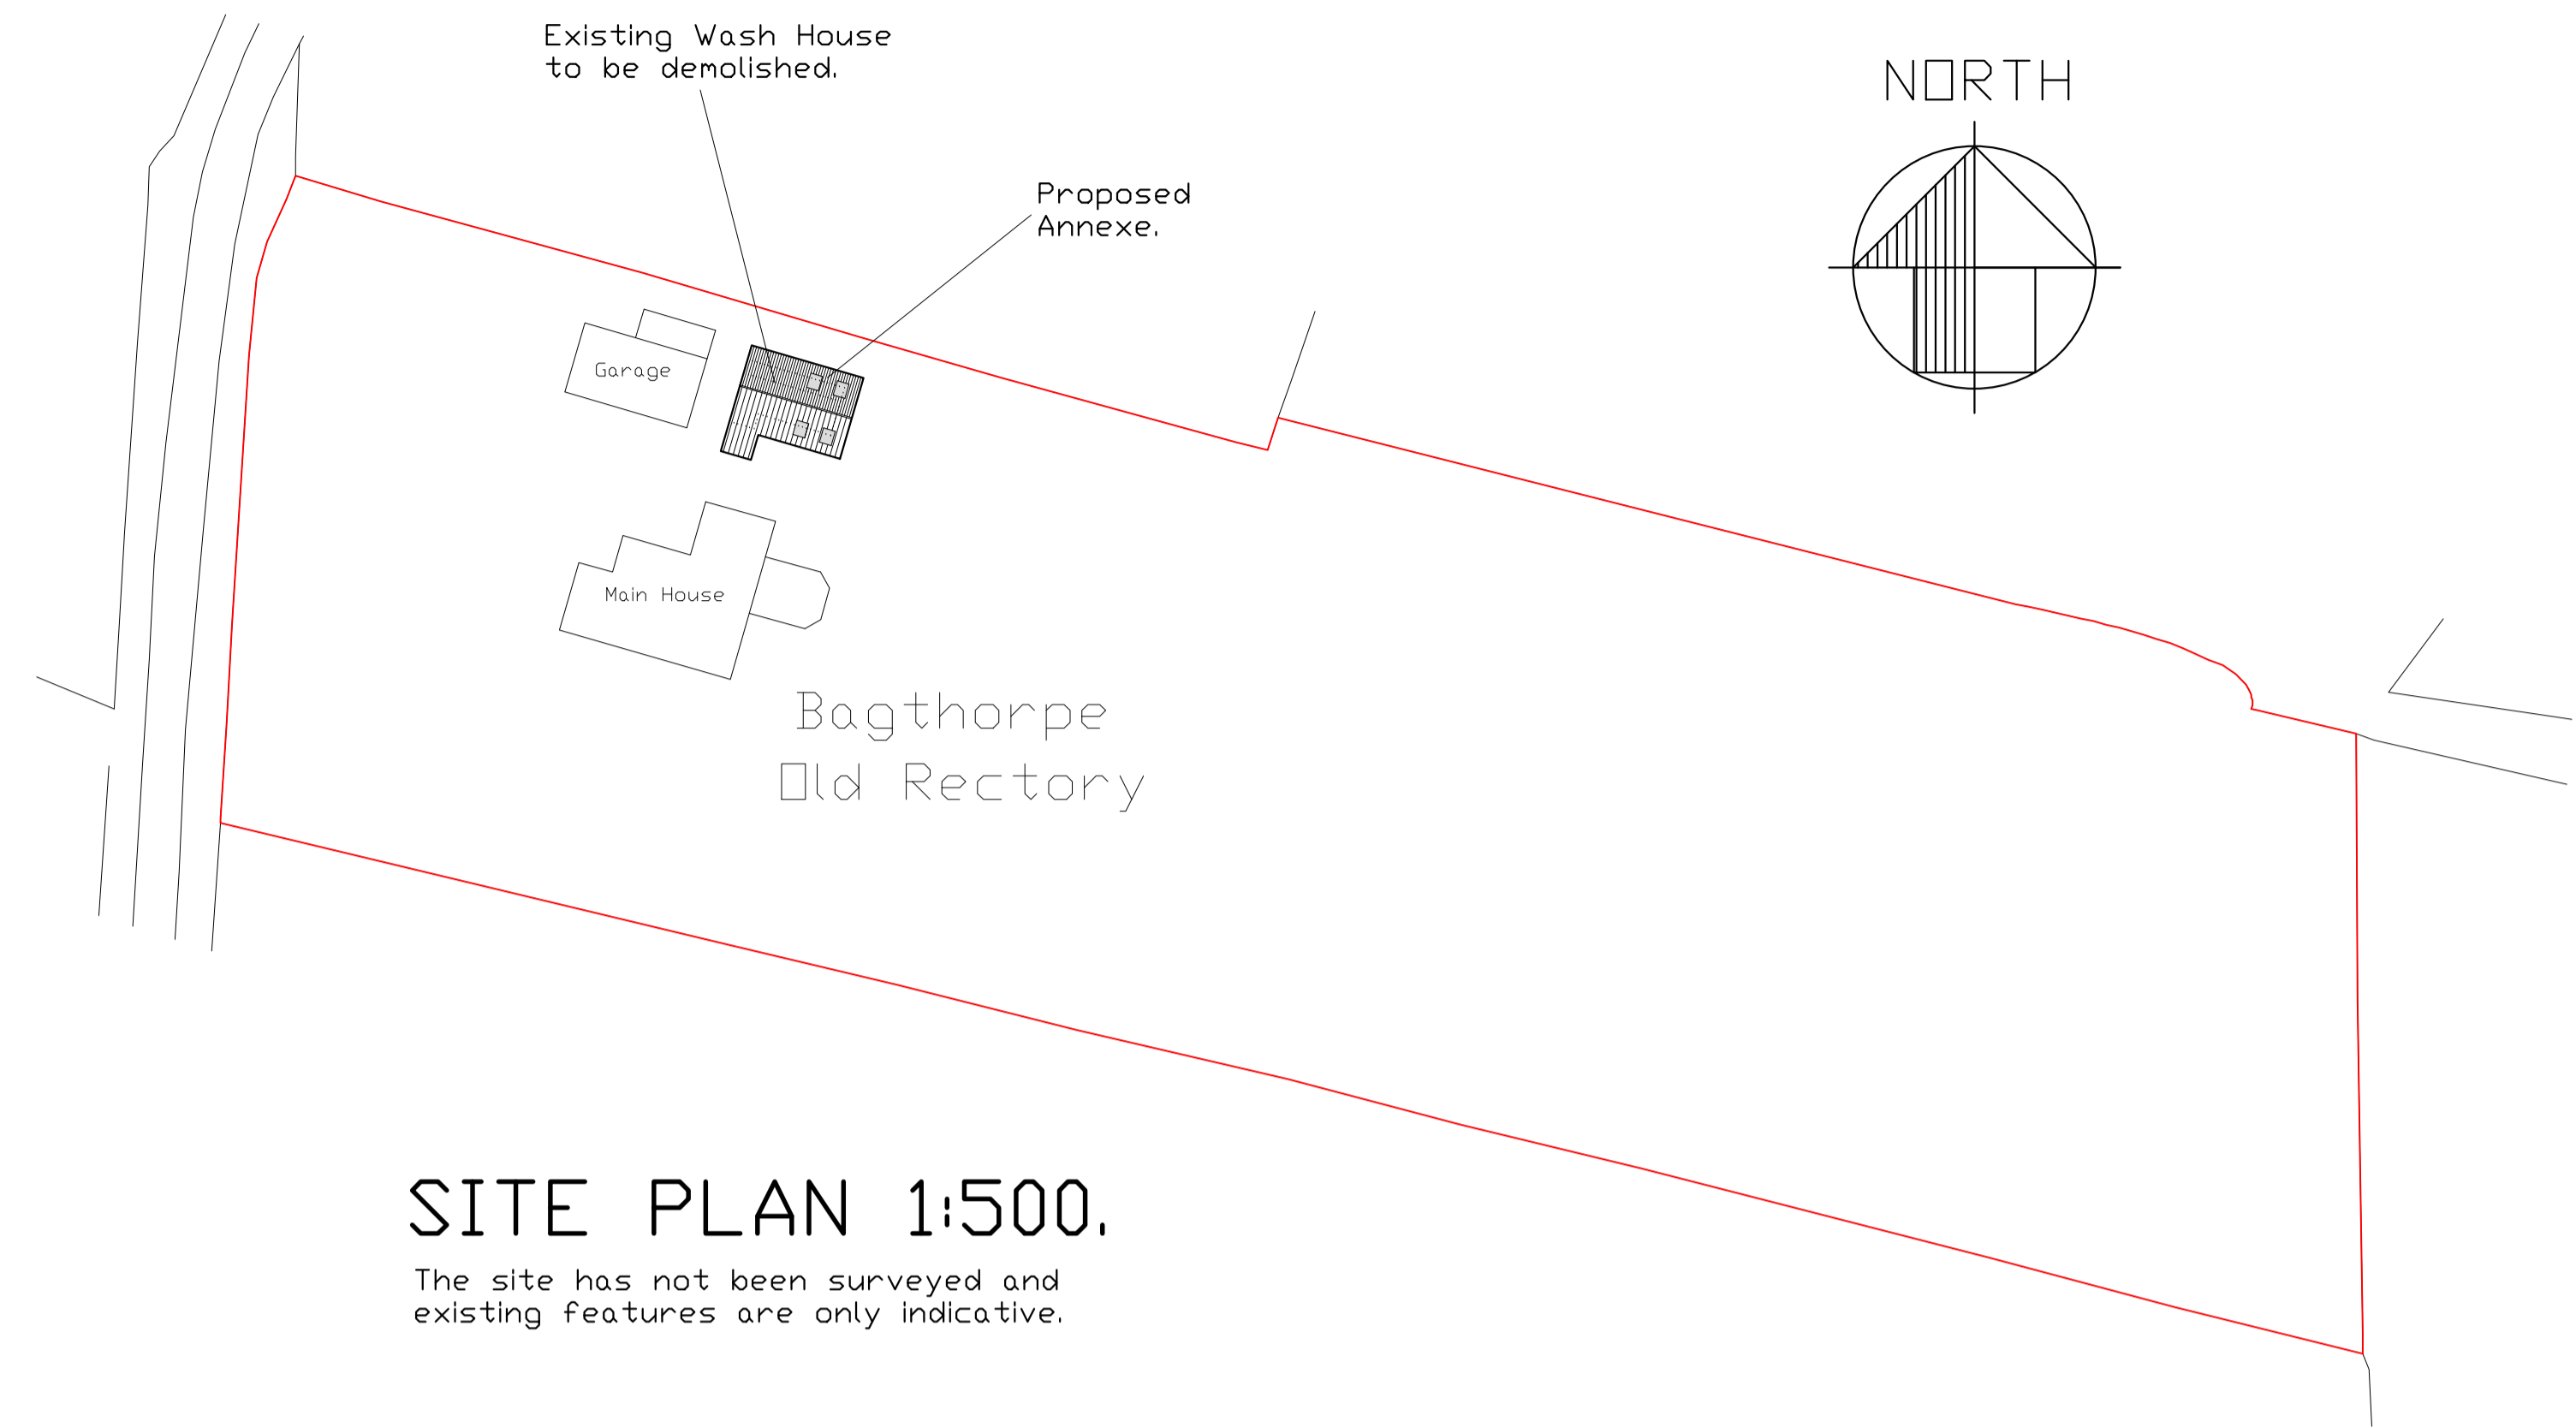 Existing Wash House
to be demolished.
NORTH
Proposed
Annexe.
Garage
Main House
Bagthorpe
Old Rectory
SITE PLAN 1:500.
The site has not been surveyed and
existing features are only indicative.